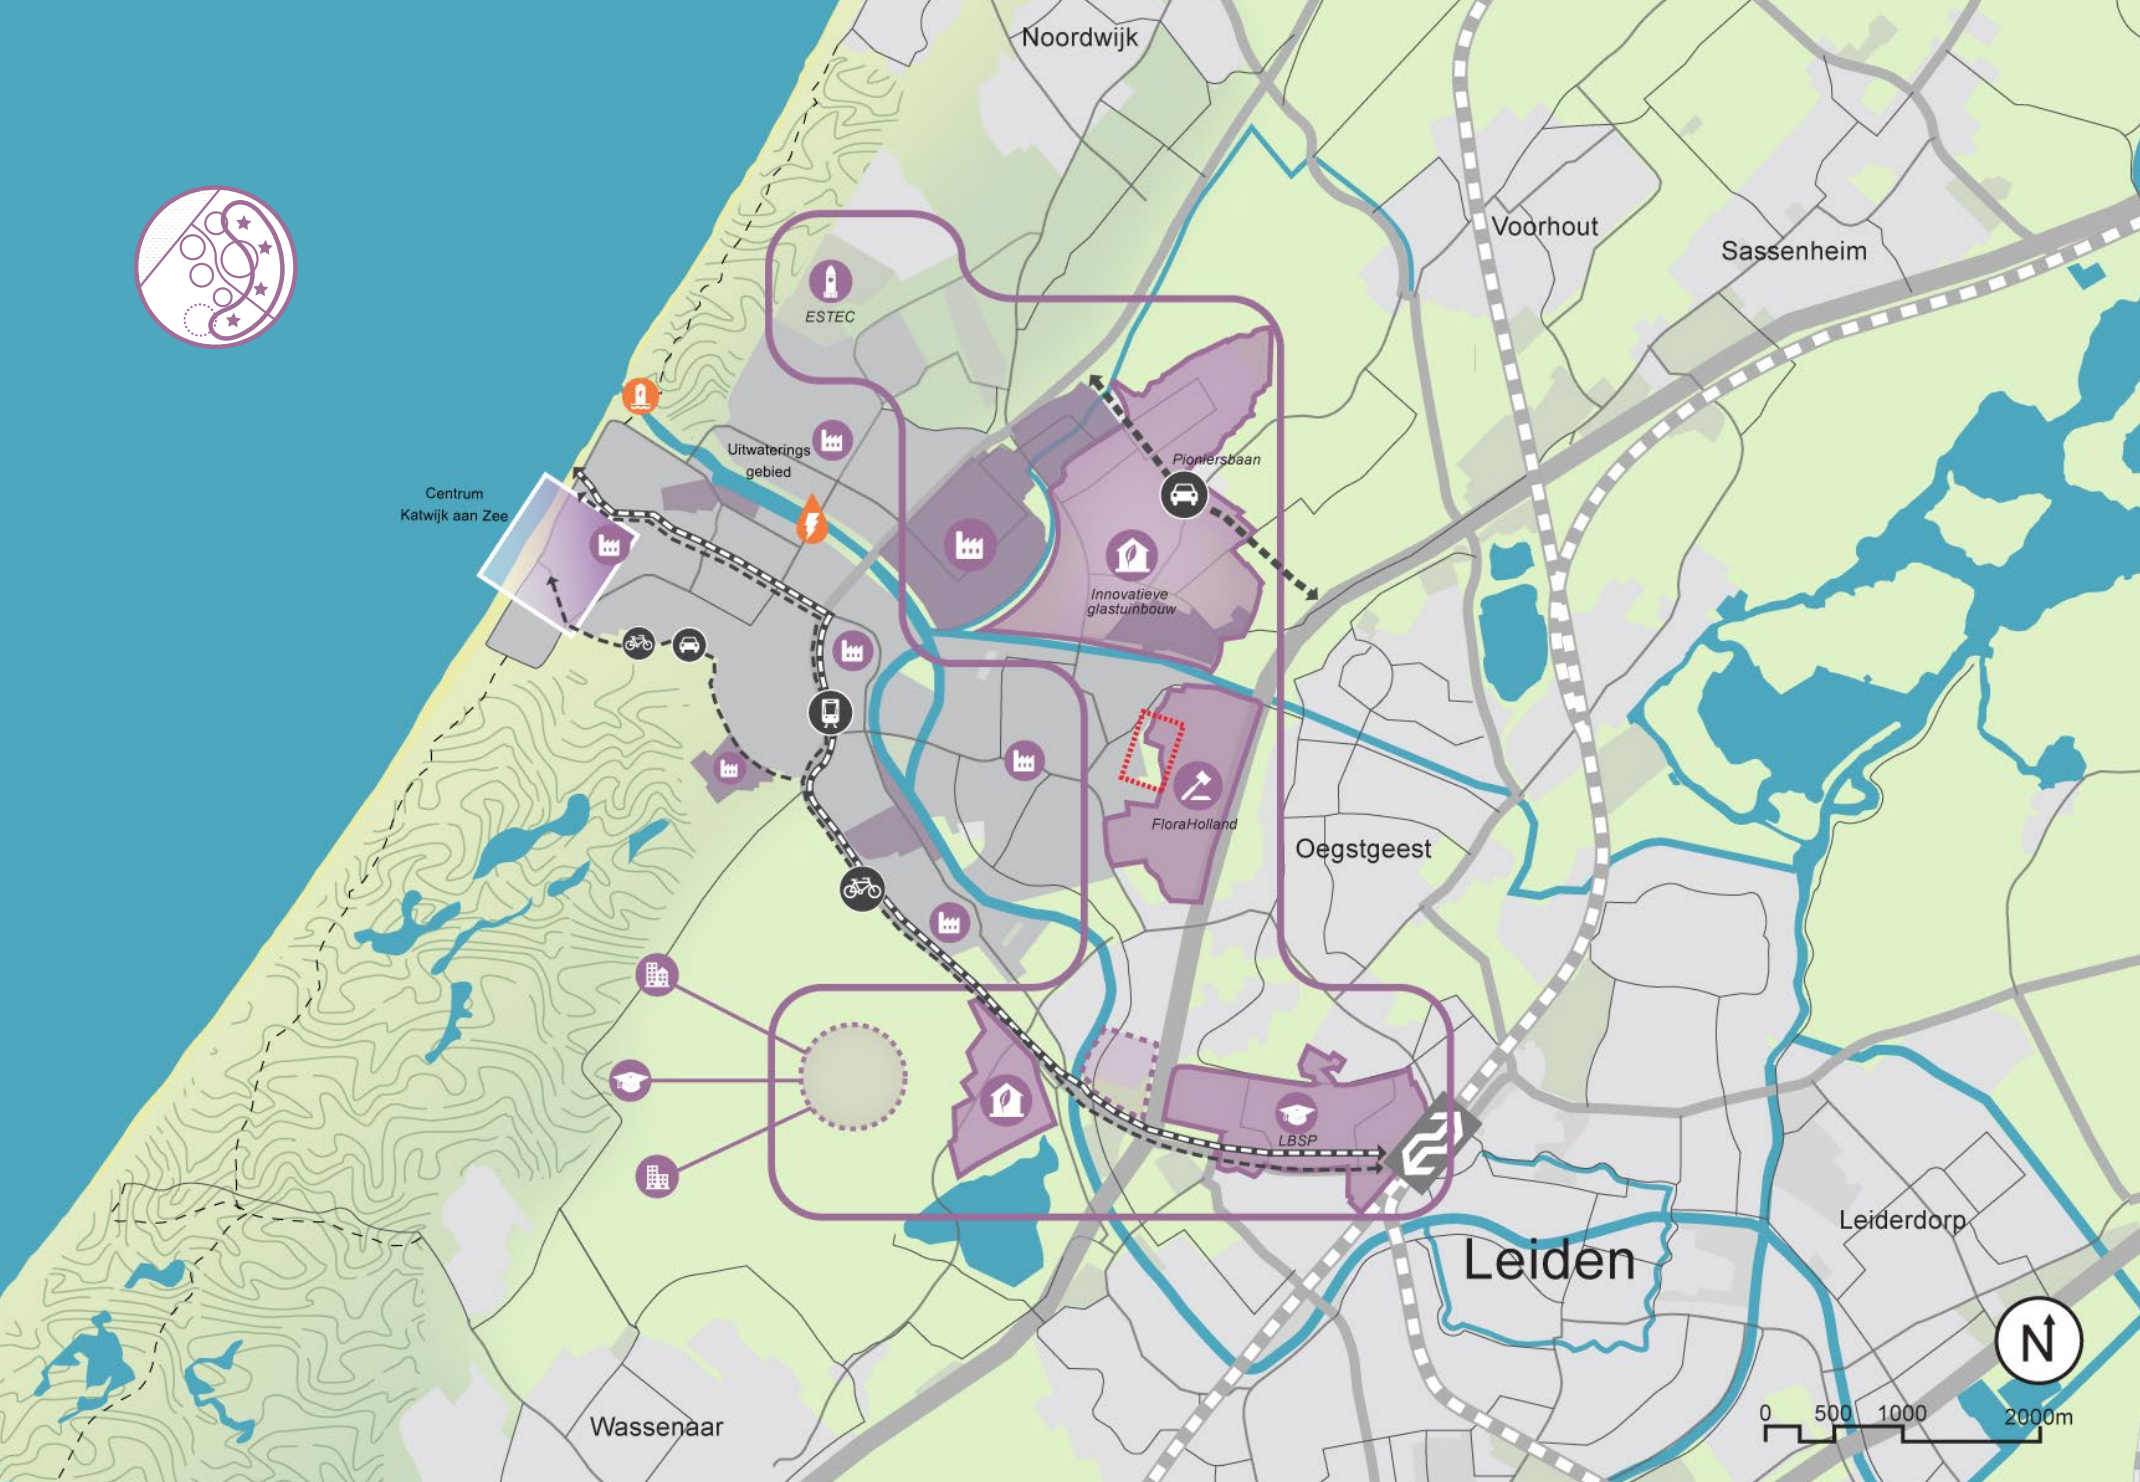 Noordwijk
Voorhout
Sassenheim
ESTEC
Uitwaterings
gebied
Pioniersbaan
Centrum
Katwijk aan Zee
Innovatieve
glastuinbouw
FloraHolland
Oegstgeest
LBSP
Leiderdorp
Leiden
N
Wassenaar
0 500 1000 2000m